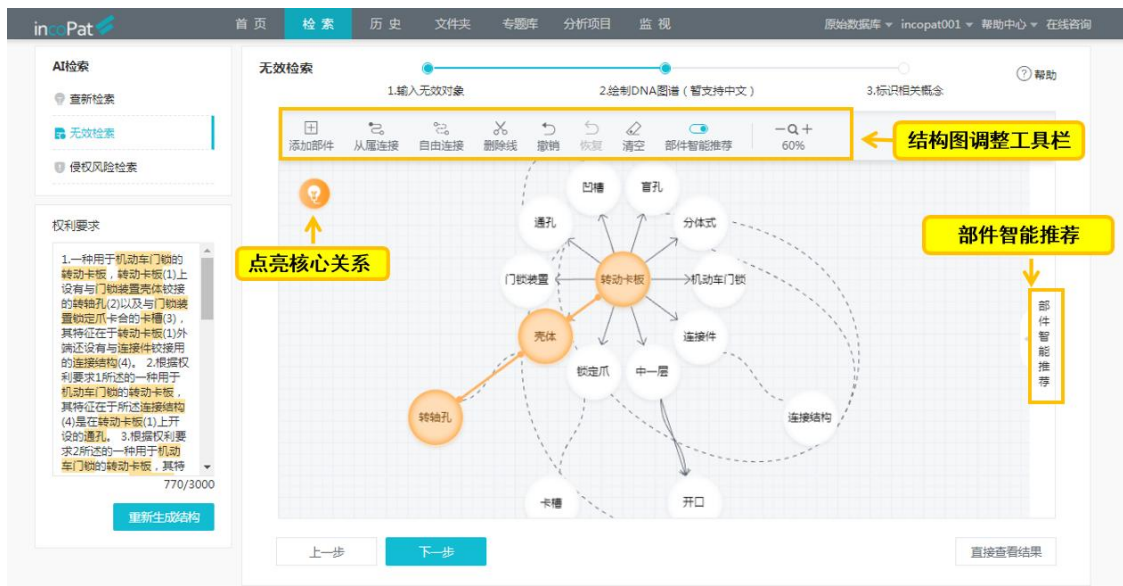 incoPat 首 页 检 索 历 史 文件夹 专题库 分析项目 监 视 原始数据库 incopat001 帮助中心 在线咨询
AI检索
查新检索
无效检索
侵权风险检索
权利要求
1.一种用于机动车门锁的
转动卡板，转动卡板(1)上
设有与门锁装置壳体铰接
的转轴孔(2)以及与门锁装
置锁定爪卡合的卡槽(3)，
其特征在于转动卡板(1)外
端还设有与连接件铰接用
的连接结构(4)。 2.根据权
利要求1所述的一种用于
机动车门锁的转动卡板，
其特征在于所述连接结构
(4)是在转动卡板(1)上开
设的通孔。 3.根据权利要
求2所述的一种用于机动
车门锁的转动卡板，其特
770/3000
重新生成结构
无效检索
帮助
1.输入无效对象 2.绘制DNA图谱（暂支持中文） 3.标识相关概念
添加部件 从属连接 自由连接 删除线 撤销 恢复 清空 部件智能推荐 60%
结构图调整工具栏
点亮核心关系
部件智能推荐
部件智能推荐
凹槽 盲孔
通孔 分体式
门锁装置 转动卡板 机动车门锁
壳体 连接件
锁定爪 中一层
转轴孔 连接结构
卡槽 开口
上一步 下一步 直接查看结果